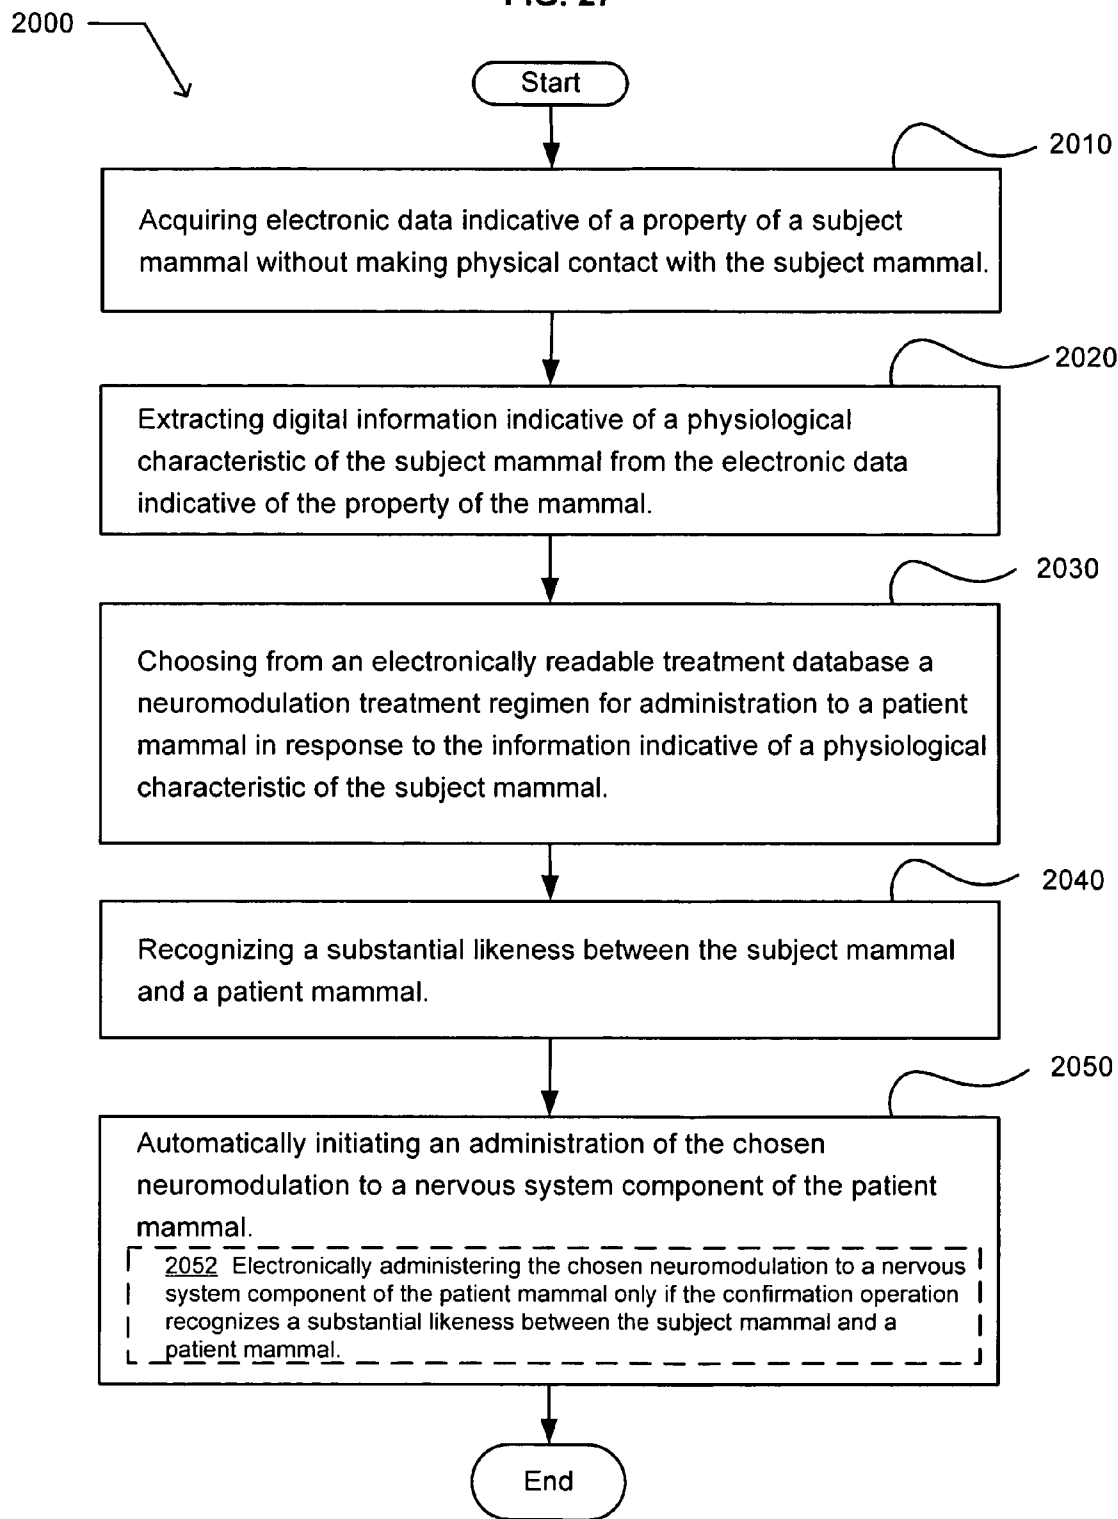 FIG. 27
2000
Start
2010
Acquiring electronic data indicative of a property of a subject
mammal without making physical contact with the subject mammal.
2020
Extracting digital information indicative of a physiological
characteristic of the subject mammal from the electronic data
indicative of the property of the mammal.
2030
Choosing from an electronically readable treatment database a
neuromodulation treatment regimen for administration to a patient
mammal in response to the information indicative of a physiological
characteristic of the subject mammal.
2040
Recognizing a substantial likeness between the subject mammal
and a patient mammal.
2050
Automatically initiating an administration of the chosen
neuromodulation to a nervous system component of the patient
mammal.
2052 Electronically administering the chosen neuromodulation to a nervous
system component of the patient mammal only if the confirmation operation
recognizes a substantial likeness between the subject mammal and a
patient mammal.
End